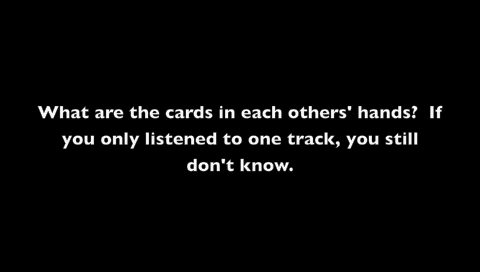 What are the cards in each others' hands?  If
you only listened to one track, you still
don't know.